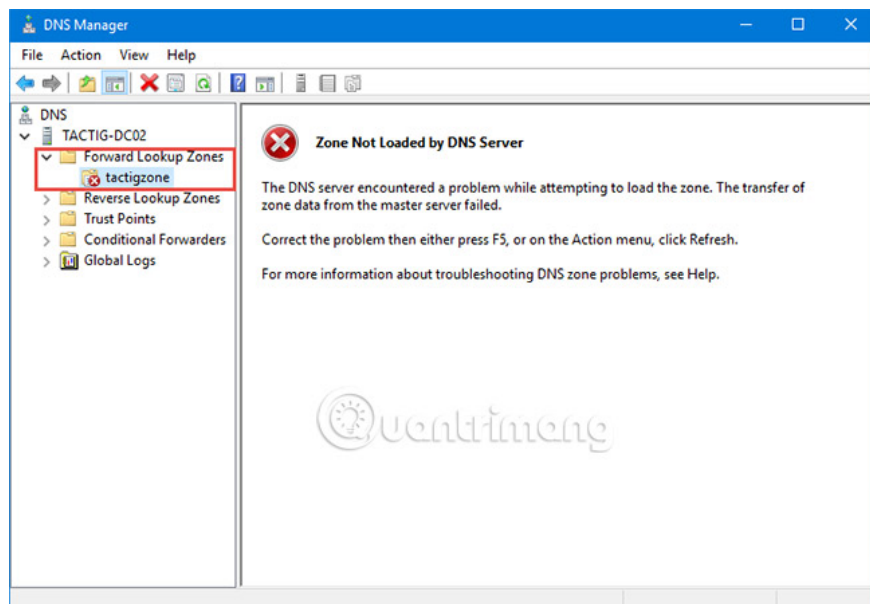 DNS Manager
File Action View Help
DNS
TACTIG-DC02
Forward Lookup Zones
tactigzone
Reverse Lookup Zones
Trust Points
Conditional Forwarders
Global Logs
Zone Not Loaded by DNS Server
The DNS server encountered a problem while attempting to load the zone. The transfer of
zone data from the master server failed.
Correct the problem then either press F5, or on the Action menu, click Refresh.
For more information about troubleshooting DNS zone problems, see Help.
Quantrimang